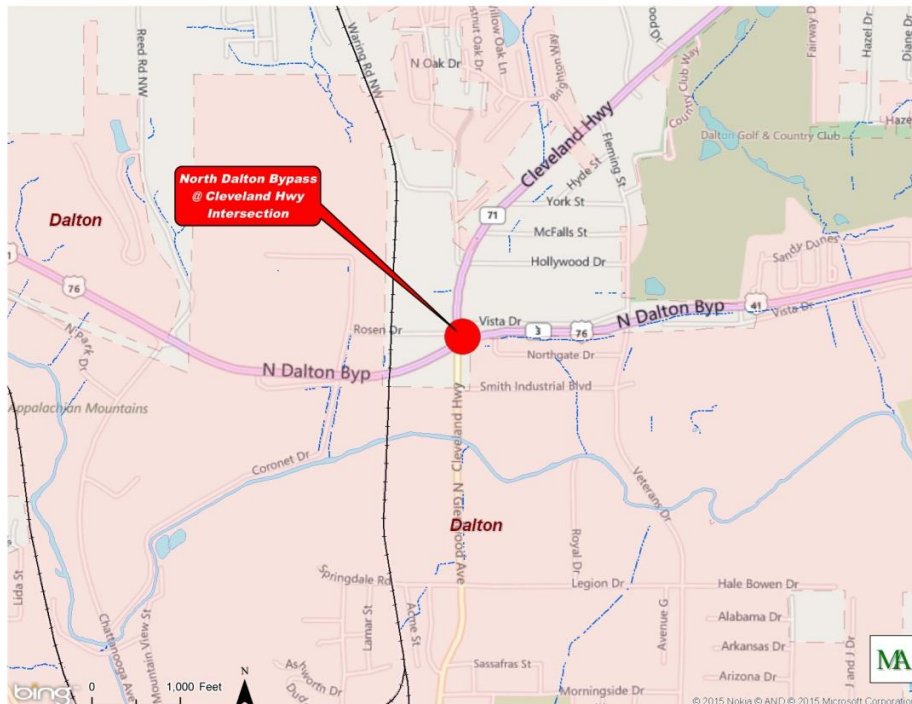 Reed Rd NW
Waring Rd NW
N Oak Dr
Chestnut Oak Dr
Willow Oak Ln
Brighton Way
wood Dr
Country Club Way
Fairway Dr
Hazel Dr
Diane Dr
Haze
Dalton Golf & Country Club
Cleveland Hwy
Hyde St
Fleming St
North Dalton Bypass
@ Cleveland Hwy
Intersection
York St
71
McFalls St
Hollywood Dr
Sandy Dunes
Dalton
1
76
N Park Dr
Rosen Dr
Vista Dr
3
76
N Dalton Byp
41
Vista Dr
Northgate Dr
N Dalton Byp
Smith Industrial Blvd
Appalachian Mountains
Cleveland Hwy
Coronet Dr
N Glenwood Ave
Dalton
Veterans Dr
Royal Dr
Lida St
Springdale Rd
Legion Dr
Hale Bowen Dr
Lamar St
Acme St
Avenue G
Alabama Dr
Arkansas Dr
Arizona Dr
J and J Dr
Chattanooga Ave
Mountain View St
Ashworth Dr
Dud
Sassafras St
Morningside Dr
MA
bing
0
1,000 Feet
N
© 2015 Nokia © AND © 2015 Microsoft Corporation